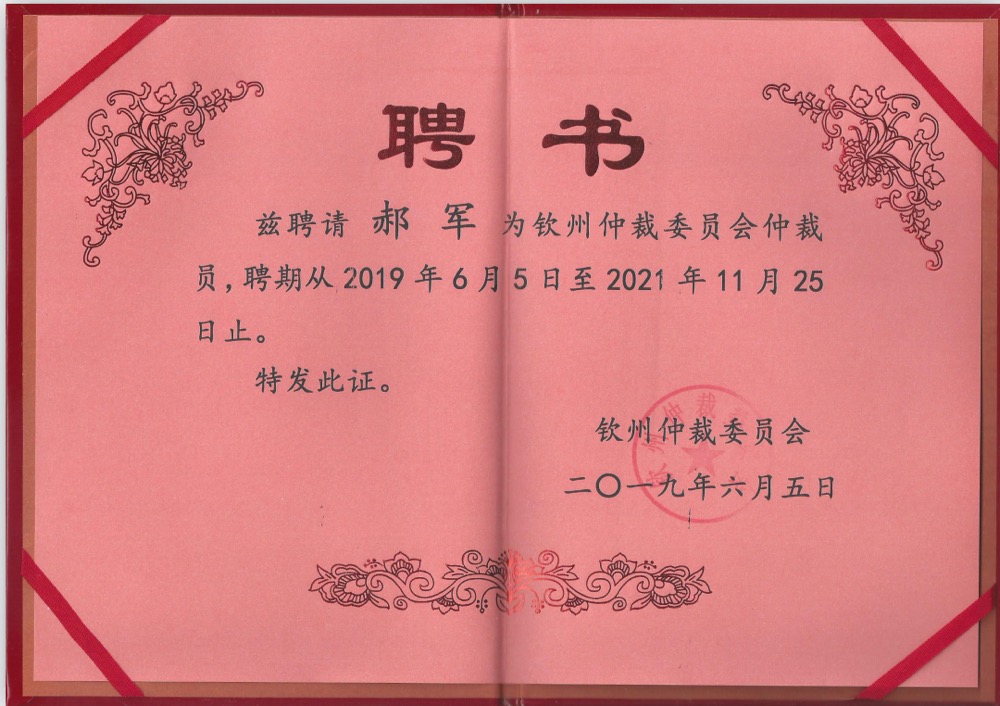 聘书
兹聘请 郝 军 为钦州仲裁委员会仲裁
员,聘期从2019年6月5日至2021年11月25
日止。
特发此证。
钦州仲裁委员会
二〇一九年六月五日